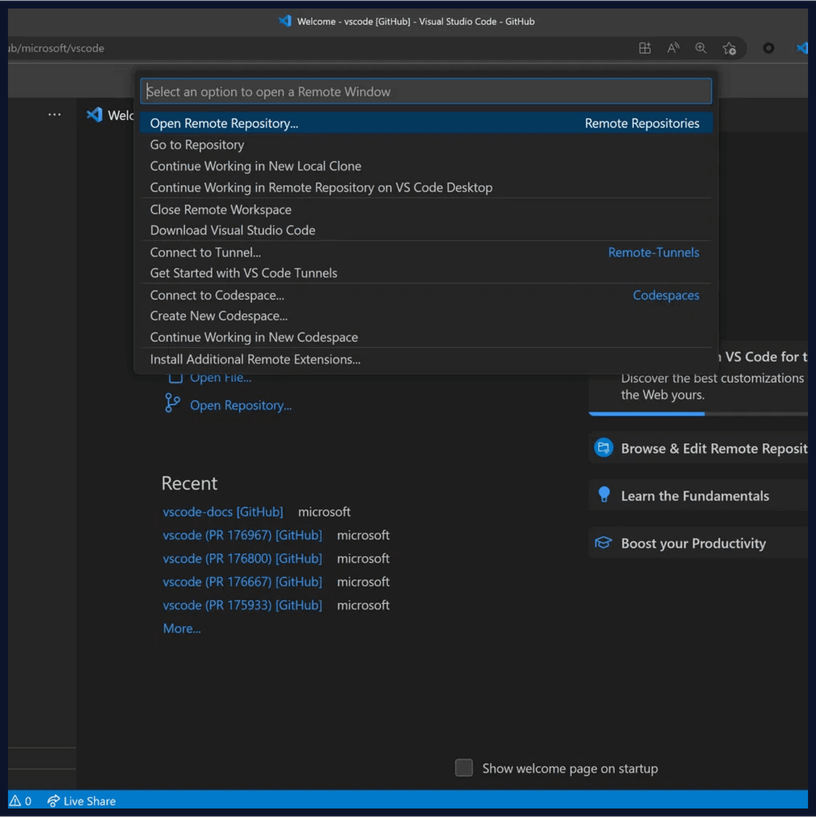 Welcome - vscode [GitHub] - Visual Studio Code - GitHub
ub/microsoft/vscode
Select an option to open a Remote Window
Welc
Open Remote Repository... Remote Repositories
Go to Repository
Continue Working in New Local Clone
Continue Working in Remote Repository on VS Code Desktop
Close Remote Workspace
Download Visual Studio Code
Connect to Tunnel... Remote-Tunnels
Get Started with VS Code Tunnels
Connect to Codespace... Codespaces
Create New Codespace...
Continue Working in New Codespace
Install Additional Remote Extensions...
Open File...
Open Repository...
VS Code for t
Discover the best customizations
the Web yours.
Browse & Edit Remote Reposit
Learn the Fundamentals
Boost your Productivity
Recent
vscode-docs [GitHub] microsoft
vscode (PR 176967) [GitHub] microsoft
vscode (PR 176800) [GitHub] microsoft
vscode (PR 176667) [GitHub] microsoft
vscode (PR 175933) [GitHub] microsoft
More...
Show welcome page on startup
0 Live Share